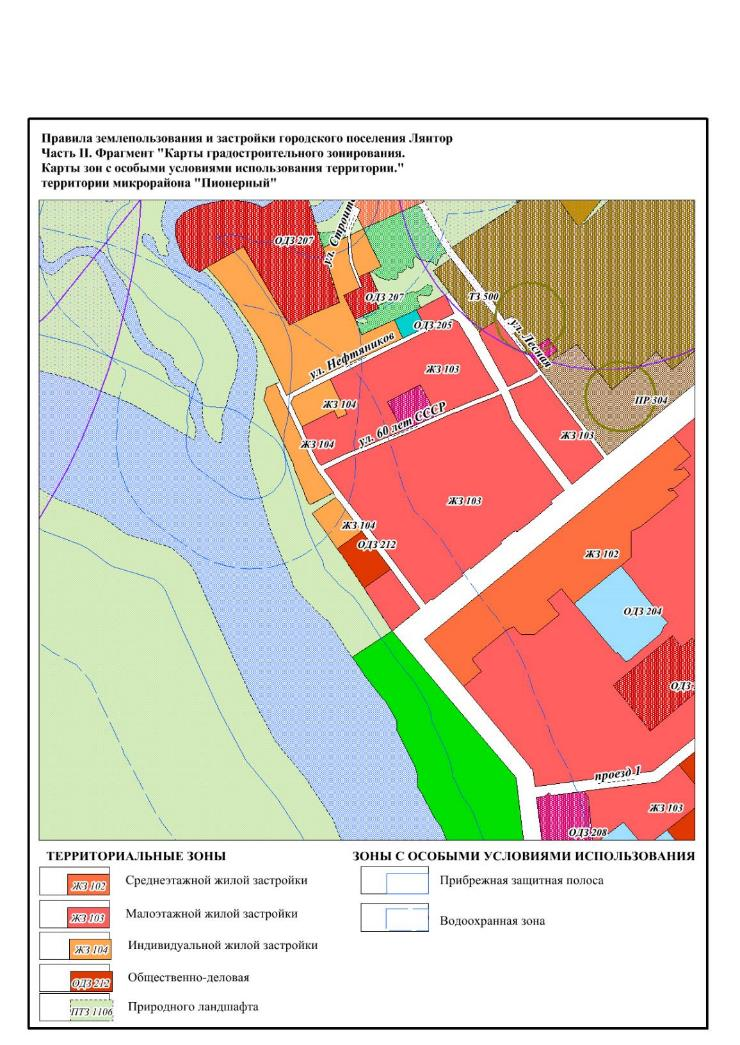 Правила землепользования и застройки городского поселения Лянтор
Часть II. Фрагмент "Карты градостроительного зонирования.
Карты зон с особыми условиями использования территории."
территории микрорайона "Пионерный"
ОДЗ 207
ул. Строит
ОДЗ 207
ТЗ 500
ОДЗ 205
ул. Лесная
ул. Нефтяников
ЖЗ 103
ЖЗ 104
ПР 304
ул. 60 лет СССР
ЖЗ 103
ЖЗ 104
ЖЗ 103
ЖЗ 104
ОДЗ 212
ЖЗ 102
ОДЗ 204
ОДЗ
проезд 1
ЖЗ 103
ОДЗ 208
ТЕРРИТОРИАЛЬНЫЕ ЗОНЫ
ЖЗ 102 Среднеэтажной жилой застройки
ЖЗ 103 Малоэтажной жилой застройки
ЖЗ 104 Индивидуальной жилой застройки
ОДЗ 212 Общественно-деловая
ПТЗ 1106 Природного ландшафта
ЗОНЫ С ОСОБЫМИ УСЛОВИЯМИ ИСПОЛЬЗОВАНИЯ
Прибрежная защитная полоса
Водоохранная зона